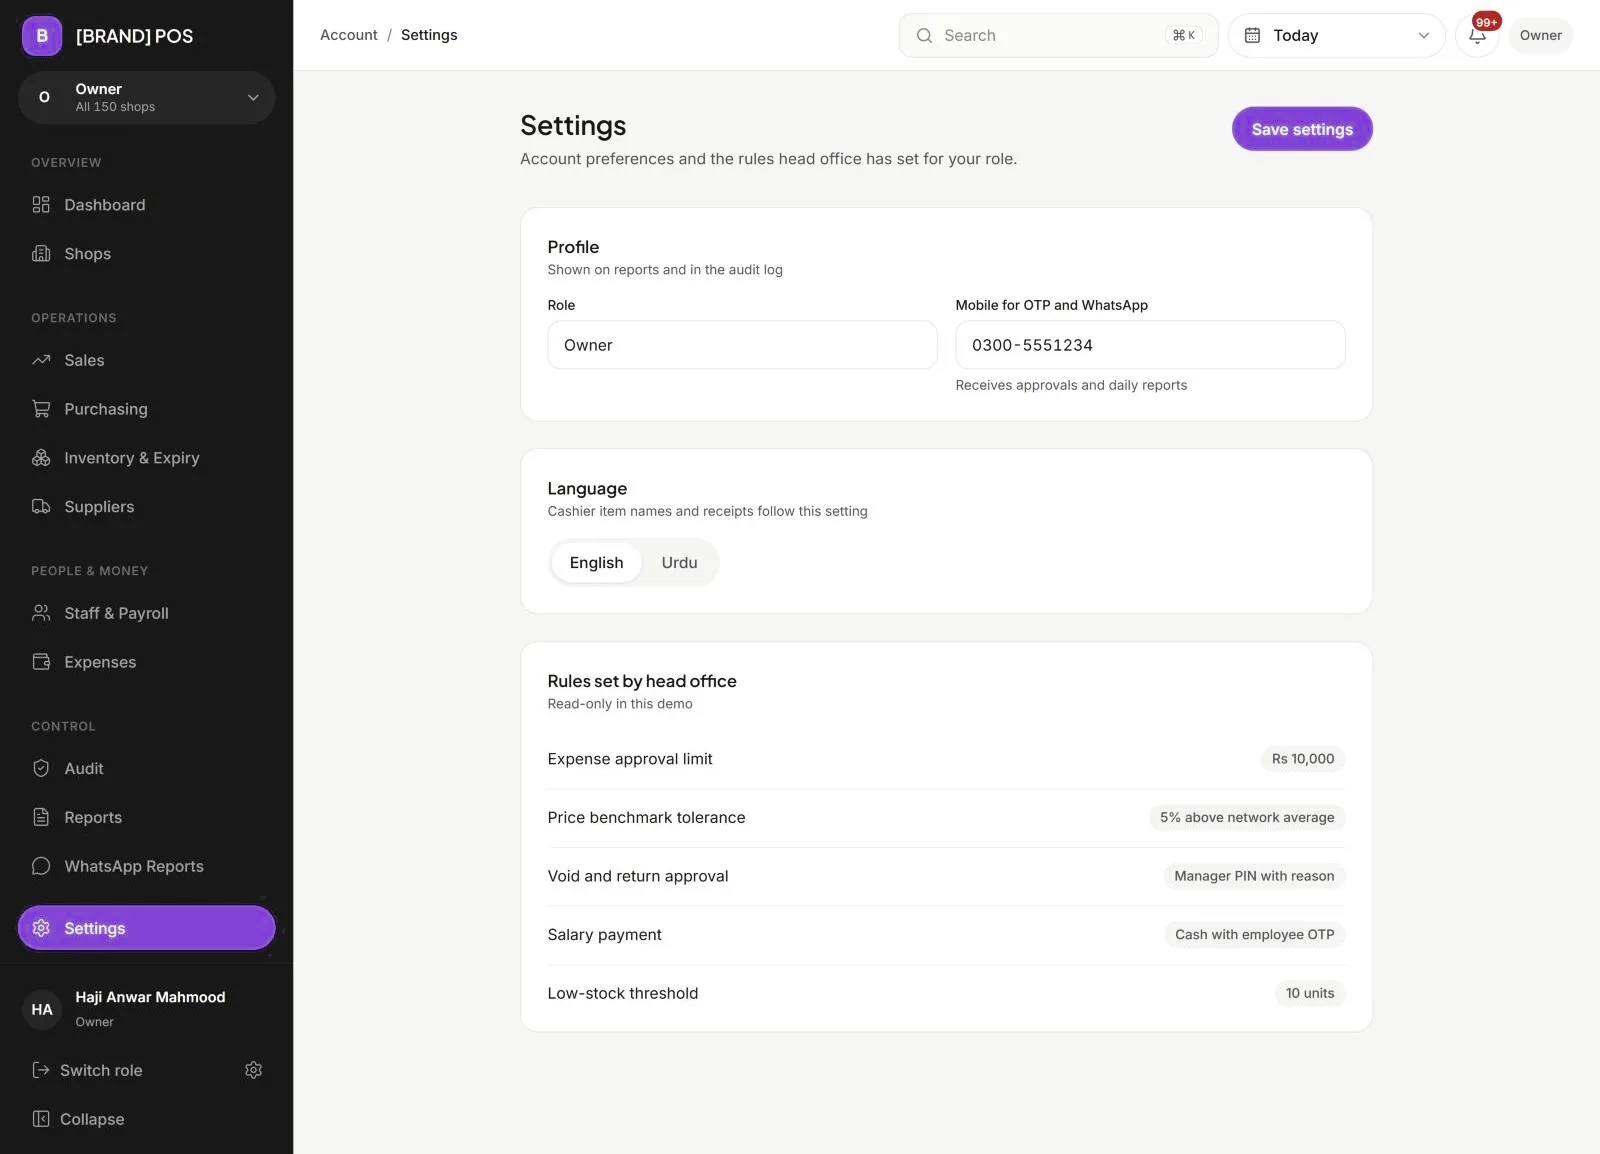 B
[BRAND] POS
O
Owner
All 150 shops
OVERVIEW
Dashboard
Shops
OPERATIONS
Sales
Purchasing
Inventory & Expiry
Suppliers
PEOPLE & MONEY
Staff & Payroll
Expenses
CONTROL
Audit
Reports
WhatsApp Reports
Settings
HA
Haji Anwar Mahmood
Owner
Switch role
Collapse
Account / Settings
Search ⌘ K
Today
99+
Owner
Settings
Save settings
Account preferences and the rules head office has set for your role.
Profile
Shown on reports and in the audit log
Role
Owner
Mobile for OTP and WhatsApp
0300-5551234
Receives approvals and daily reports
Language
Cashier item names and receipts follow this setting
English Urdu
Rules set by head office
Read-only in this demo
Expense approval limit Rs 10,000
Price benchmark tolerance 5% above network average
Void and return approval Manager PIN with reason
Salary payment Cash with employee OTP
Low-stock threshold 10 units